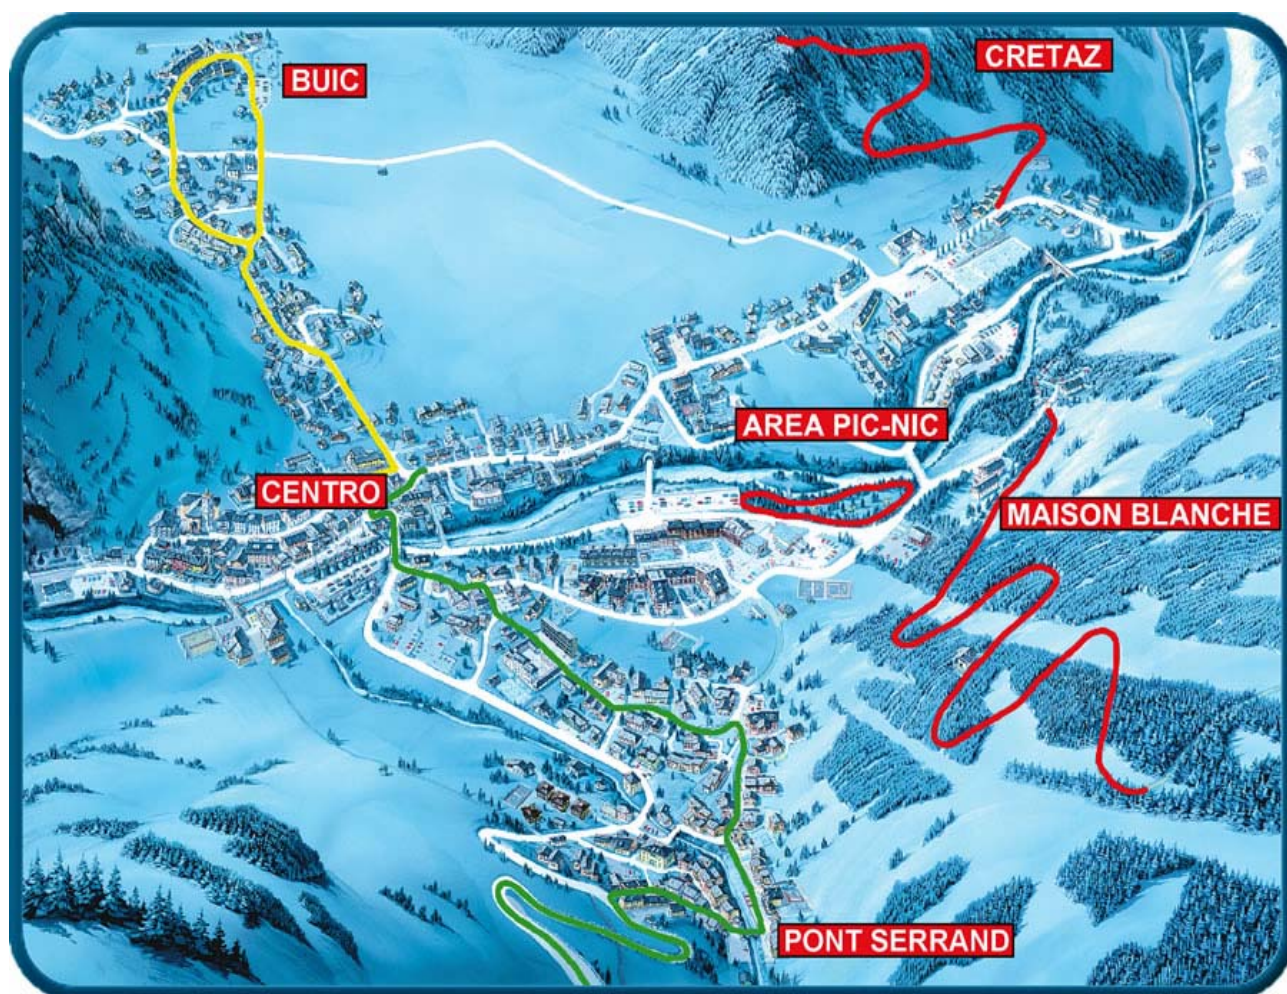 CRETAZ
BUIC
AREA PIC-NIC
CENTRO
MAISON BLANCHE
PONT SERRAND